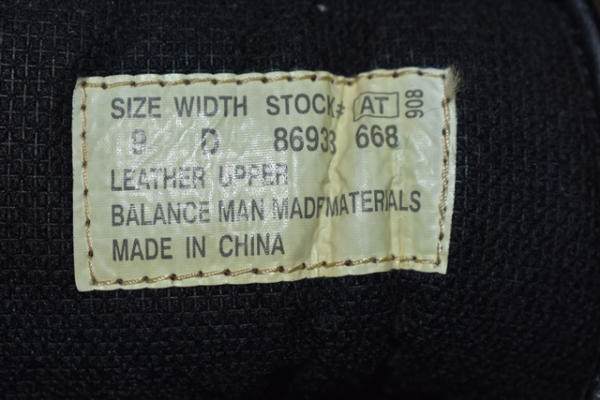 SIZE WIDTH STOCK# AT 908
9 D 86933 668
LEATHER UPPER
BALANCE MAN MADE MATERIALS
MADE IN CHINA